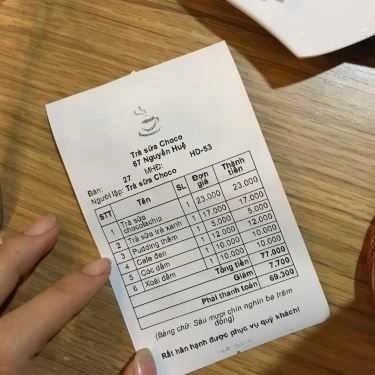 Trà sữa Choco
67 Nguyễn Huệ
Bàn: 27 MHĐ: HD-53
Người lập: Trà sữa Choco
STT Tên SL Đơn giá Thành tiền
1 Trà sữa chocolachip 1 23,000 23,000
2 Trà sữa trà xanh 1 17,000 17,000
3 Pudding thêm 1 5,000 5,000
4 Cafe đen 1 12,000 12,000
5 Cóc dầm 1 10,000 10,000
6 Xoài dầm 1 10,000 10,000
Tổng tiền 77,000
Giảm 7,700
Phải thanh toán 69,300
(Bằng chữ: Sáu mươi chín nghìn ba trăm
đồng)
Rất hân hạnh được phục vụ quý khách!